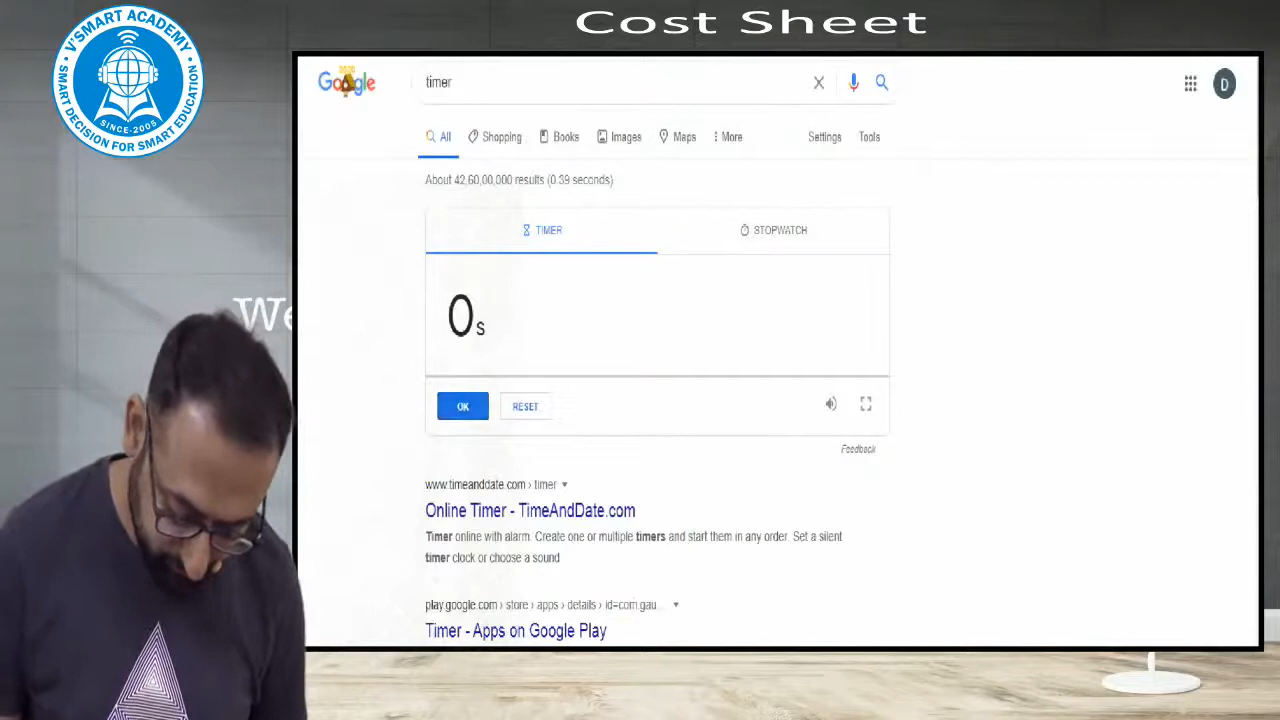 Cost Sheet
V'SMART ACADEMY
SMART DECISION FOR SMART EDUCATION
SINCE-2005
We
Google
timer
D
All
Shopping
Books
Images
Maps
More
Settings
Tools
About 42,60,00,000 results (0.39 seconds)
TIMER
STOPWATCH
0s
OK
RESET
Feedback
www.timeanddate.com › timer
Online Timer - TimeAndDate.com
Timer online with alarm. Create one or multiple timers and start them in any order. Set a silent
timer clock or choose a sound
play.google.com › store › apps › details › id=com.gau...
Timer - Apps on Google Play